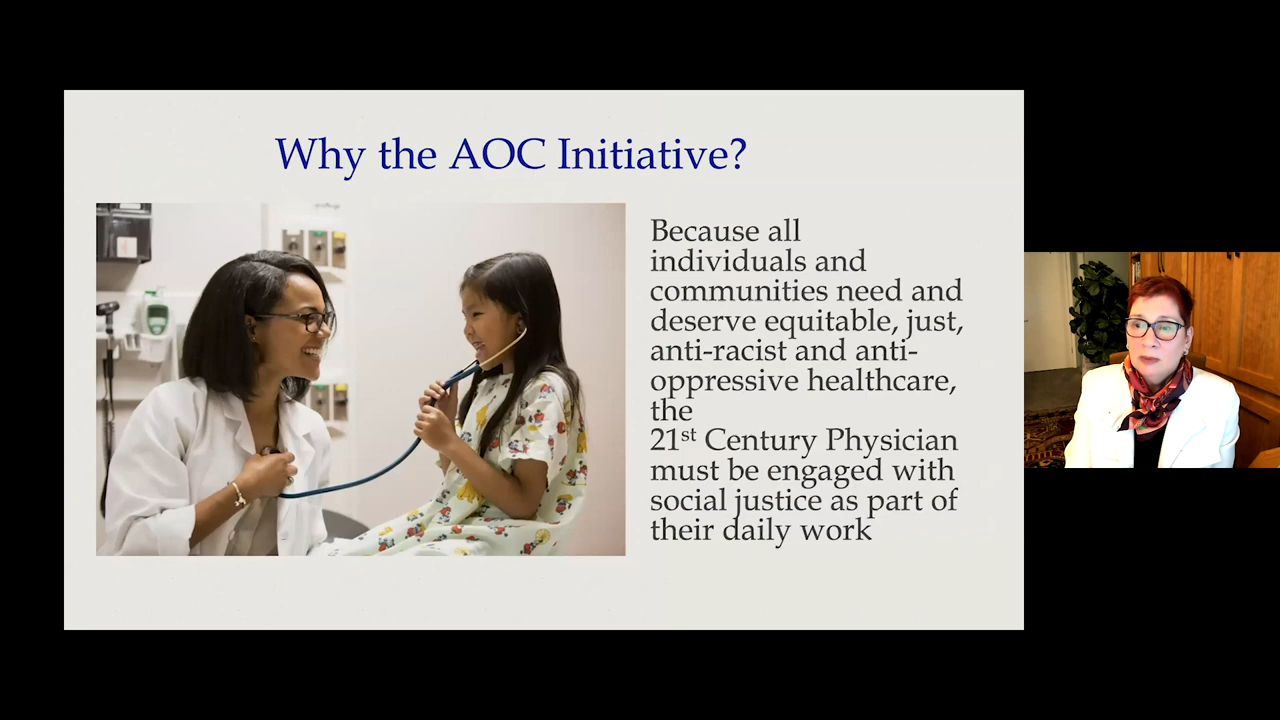 Why the AOC Initiative?
Because all
individuals and
communities need and
deserve equitable, just,
anti-racist and anti-
oppressive healthcare,
the
21st Century Physician
must be engaged with
social justice as part of
their daily work